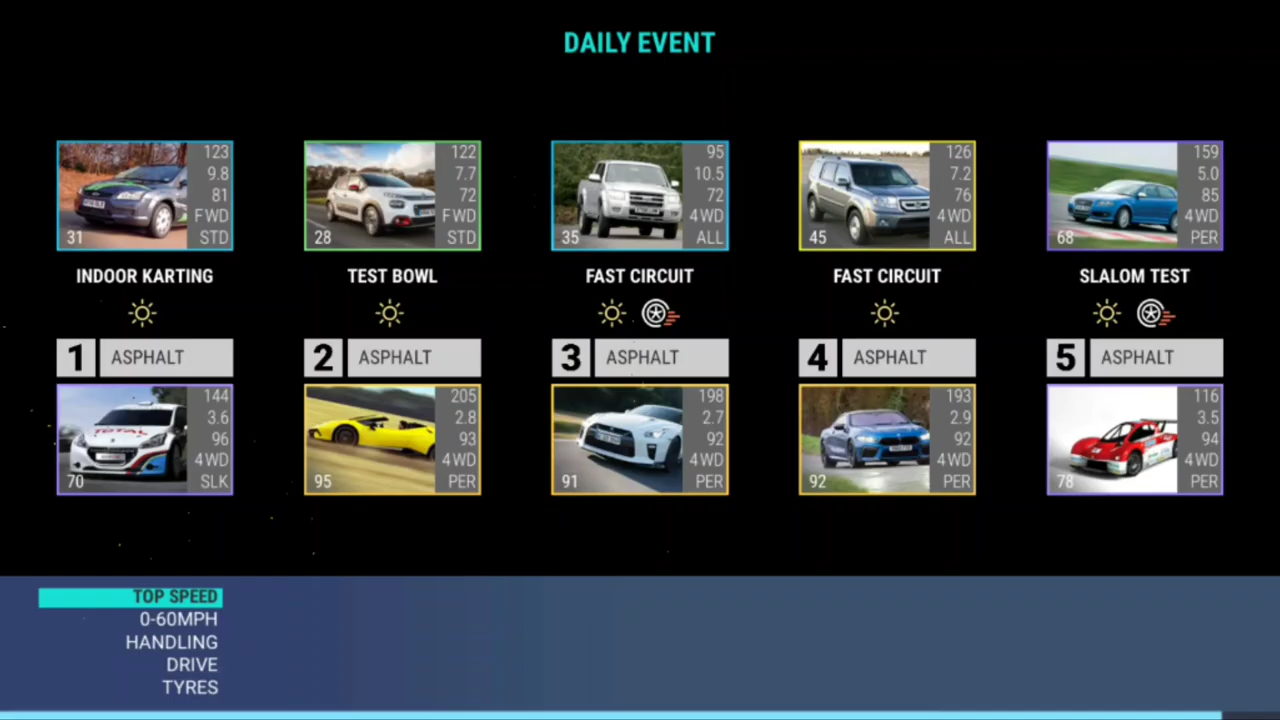 DAILY EVENT
123
9.8
81
FWD
31 STD
122
7.7
72
FWD
28 STD
95
10.5
72
4WD
35 ALL
126
7.2
76
4WD
45 ALL
159
5.0
85
4WD
68 PER
INDOOR KARTING
TEST BOWL
FAST CIRCUIT
FAST CIRCUIT
SLALOM TEST
1 ASPHALT
2 ASPHALT
3 ASPHALT
4 ASPHALT
5 ASPHALT
TOTAL
144
3.6
96
4WD
70 SLK
205
2.8
93
4WD
95 PER
198
2.7
92
4WD
91 PER
193
2.9
92
4WD
92 PER
116
3.5
94
4WD
78 PER
TOP SPEED
0-60MPH
HANDLING
DRIVE
TYRES